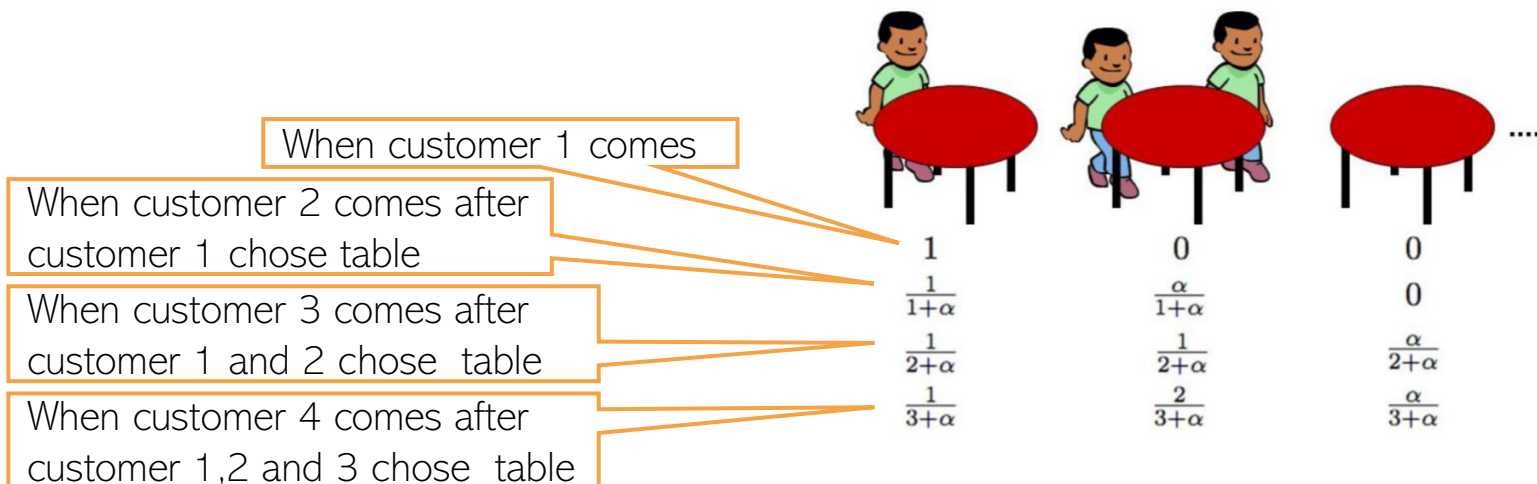 When customer 1 comes
When customer 2 comes after
customer 1 chose table
When customer 3 comes after
customer 1 and 2 chose table
When customer 4 comes after
customer 1,2 and 3 chose table
....
1 0 0
1/(1+α) α/(1+α) 0
1/(2+α) 1/(2+α) α/(2+α)
1/(3+α) 2/(3+α) α/(3+α)